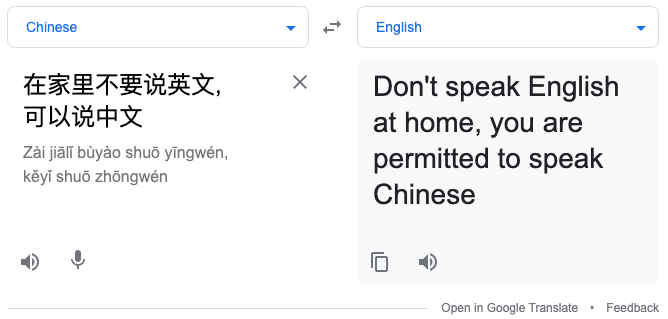 Chinese
English
在家里不要说英文,
可以说中文
Zài jiālǐ bùyào shuō yīngwén,
kěyǐ shuō zhōngwén
Don't speak English
at home, you are
permitted to speak
Chinese
Open in Google Translate • Feedback